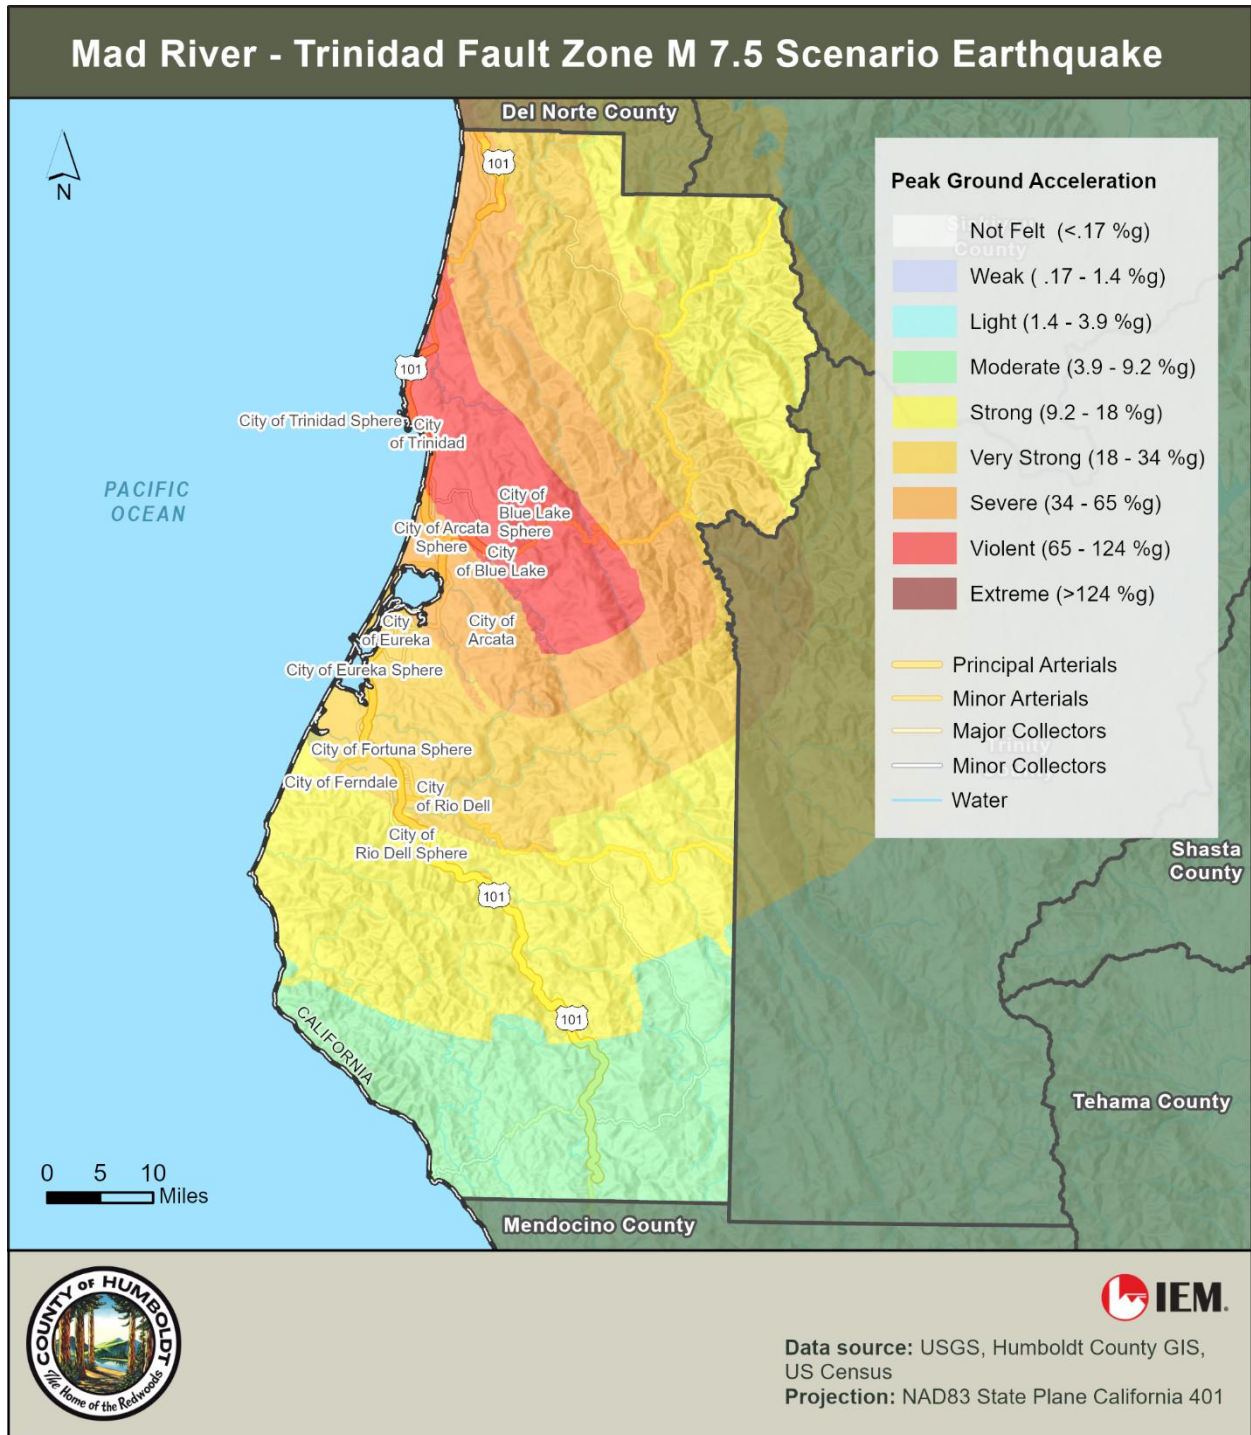 Mad River - Trinidad Fault Zone M 7.5 Scenario Earthquake
Del Norte County
N
101
Peak Ground Acceleration
Not Felt (<.17 %g)
Weak ( .17 - 1.4 %g)
Light (1.4 - 3.9 %g)
Moderate (3.9 - 9.2 %g)
Strong (9.2 - 18 %g)
Very Strong (18 - 34 %g)
Severe (34 - 65 %g)
Violent (65 - 124 %g)
Extreme (>124 %g)
Principal Arterials
Minor Arterials
Major Collectors
Minor Collectors
Water
County
Trinity
101
City of Trinidad Sphere
City
of Trinidad
PACIFIC
OCEAN
City of
Blue Lake
Sphere
City of Arcata
Sphere
City
of Blue Lake
City
of Eureka
City of
Arcata
City of Eureka Sphere
City of Fortuna Sphere
City of Ferndale
City
of Rio Dell
City of
Rio Dell Sphere
Shasta
County
101
101
CALIFORNIA
Tehama County
0 5 10
Miles
Mendocino County
COUNTY OF HUMBOLDT
The Home of the Redwoods
IEM.
Data source: USGS, Humboldt County GIS,
US Census
Projection: NAD83 State Plane California 401